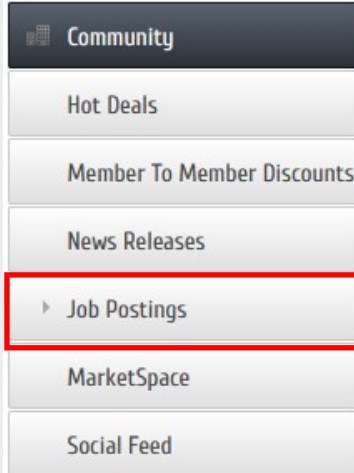 Community
Hot Deals
Member To Member Discounts
News Releases
Job Postings
MarketSpace
Social Feed